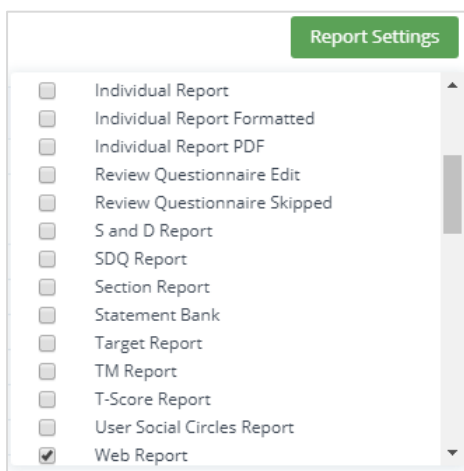 Report Settings
Individual Report
Individual Report Formatted
Individual Report PDF
Review Questionnaire Edit
Review Questionnaire Skipped
S and D Report
SDQ Report
Section Report
Statement Bank
Target Report
TM Report
T-Score Report
User Social Circles Report
Web Report